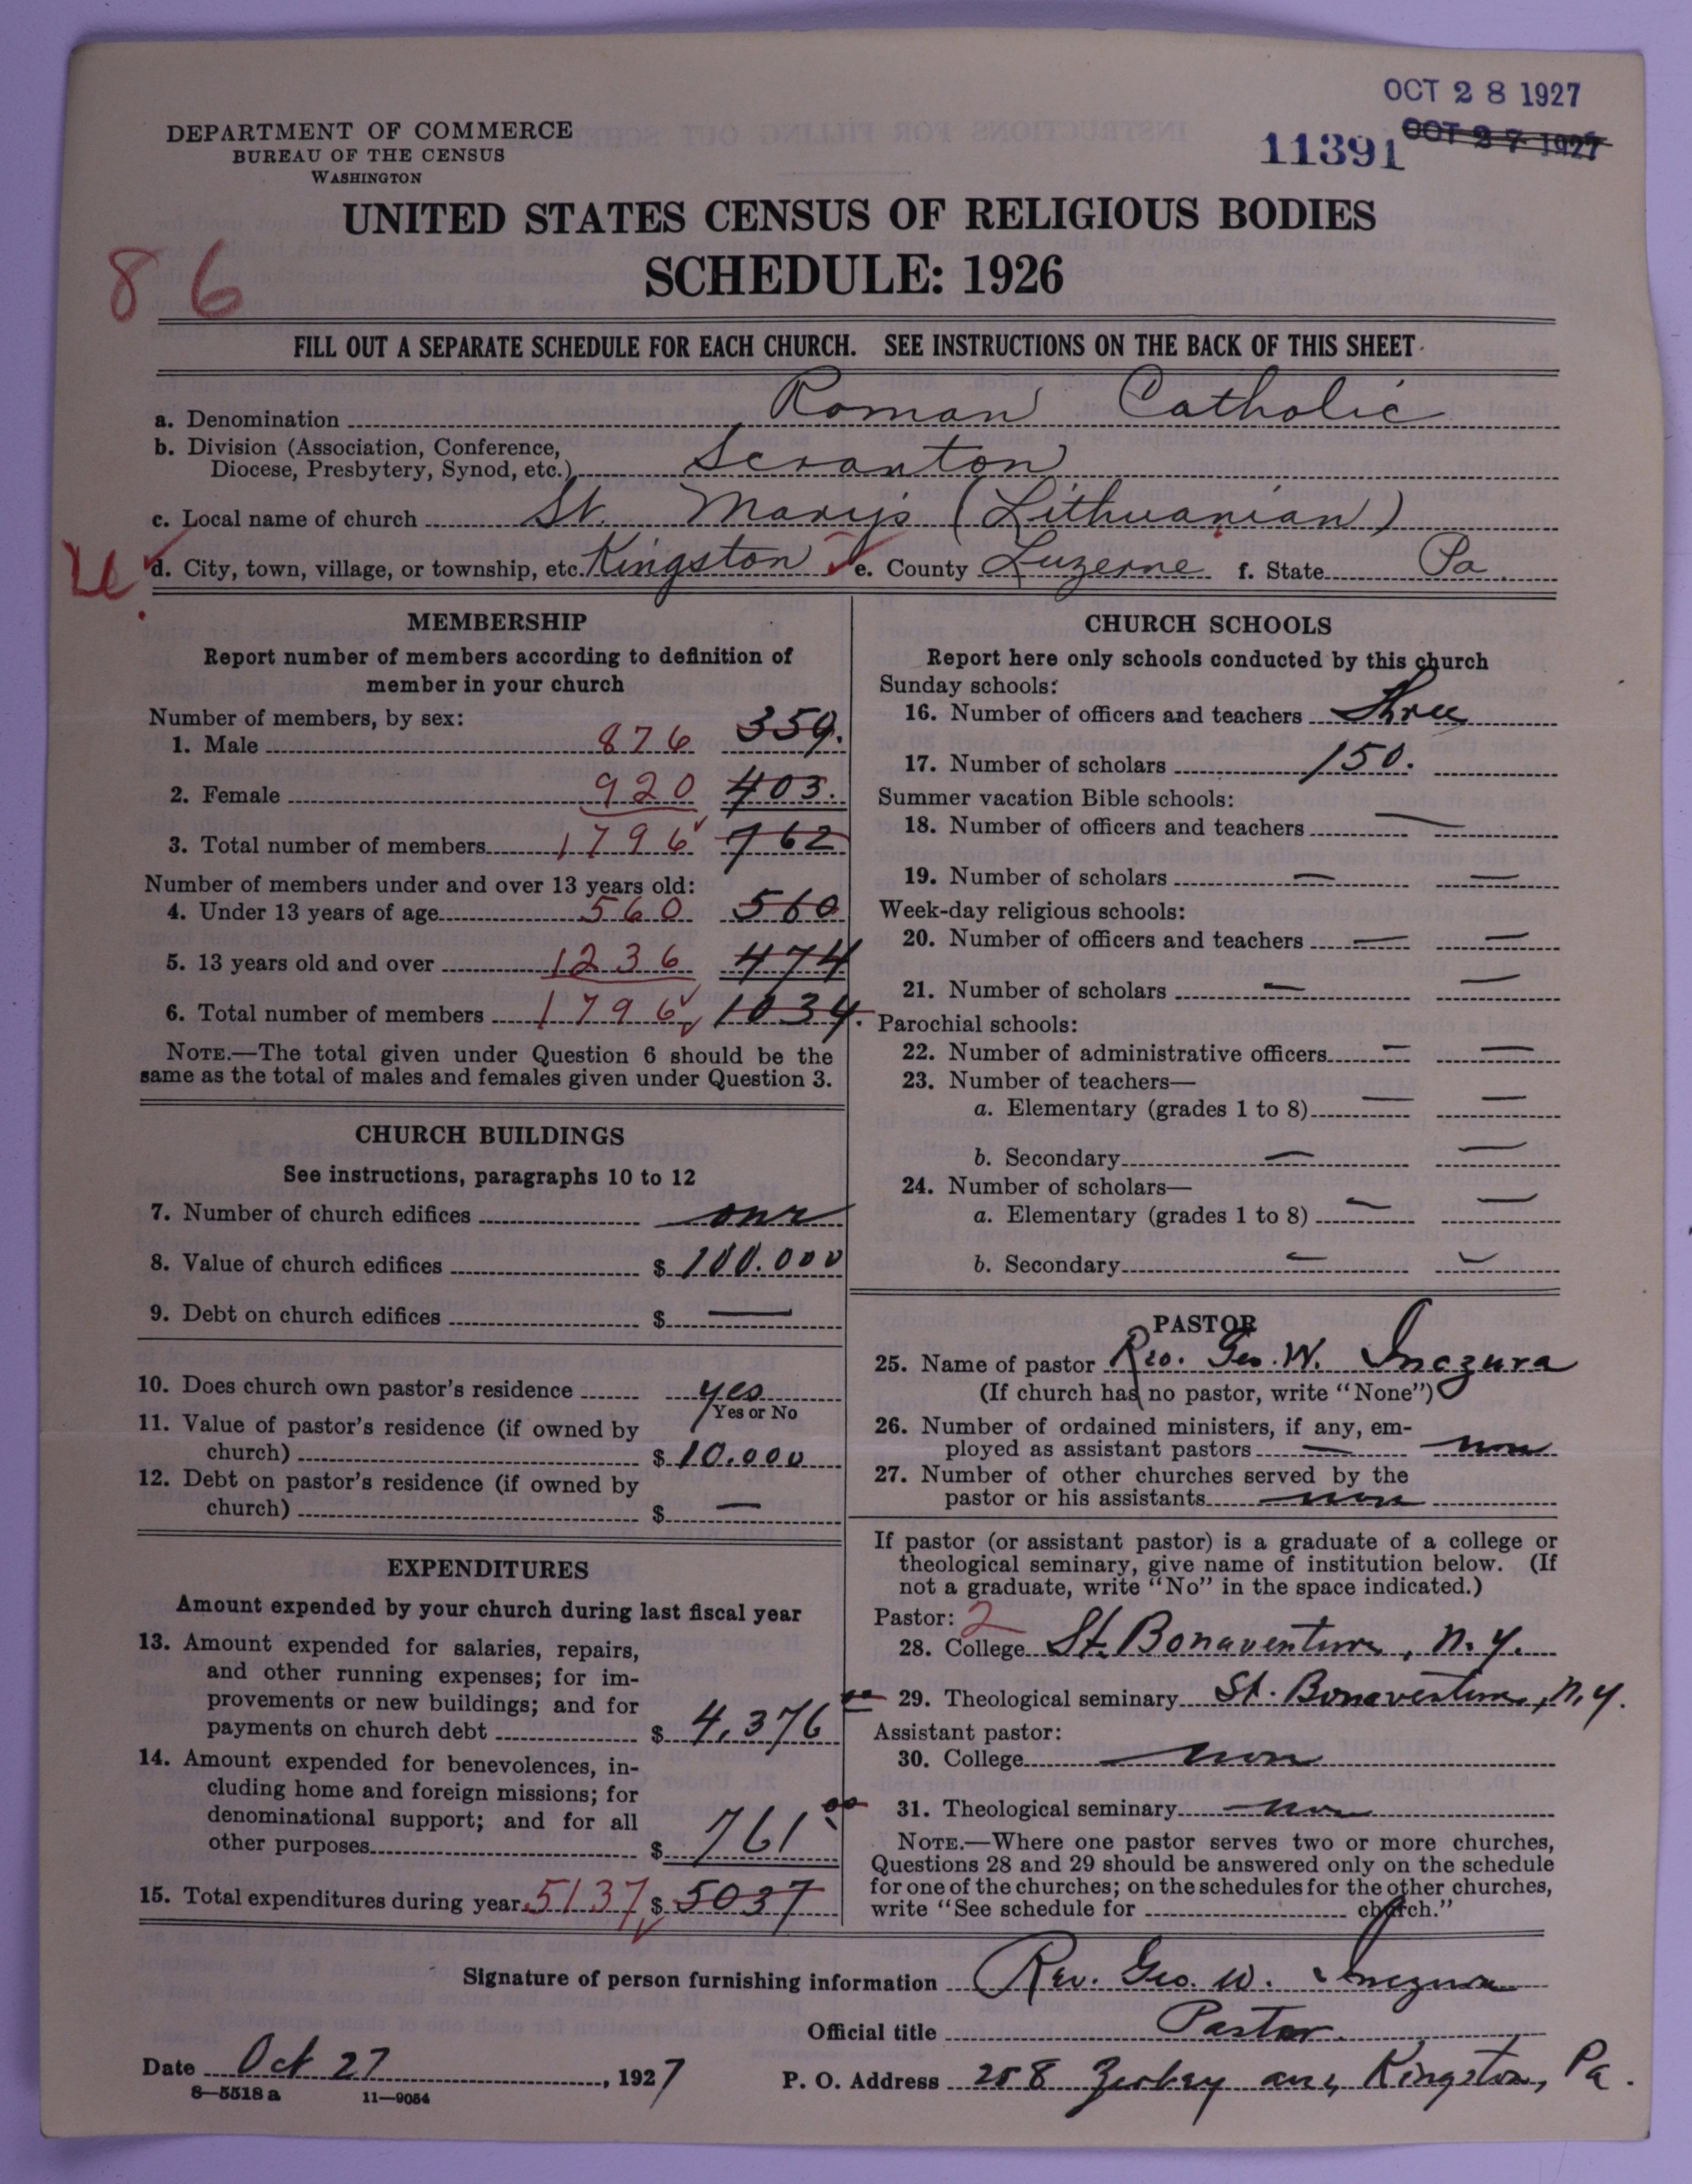 OCT 28 1927
11391 OCT 27 1927
DEPARTMENT OF COMMERCE
BUREAU OF THE CENSUS
WASHINGTON
UNITED STATES CENSUS OF RELIGIOUS BODIES
86
SCHEDULE: 1926
FILL OUT A SEPARATE SCHEDULE FOR EACH CHURCH. SEE INSTRUCTIONS ON THE BACK OF THIS SHEET
a. Denomination Roman Catholic
b. Division (Association, Conference,
Diocese, Presbytery, Synod, etc.) Scranton
c. Local name of church St. Mary's (Lithuanian)
d. City, town, village, or township, etc. Kingston e. County Luzerne f. State Pa
MEMBERSHIP
Report number of members according to definition of
member in your church
Number of members, by sex:
1. Male 876 359.
2. Female 920 403.
3. Total number of members 1796 762
Number of members under and over 13 years old:
4. Under 13 years of age 560 560
5. 13 years old and over 1236 474
6. Total number of members 1796 1034.
NOTE.—The total given under Question 6 should be the
same as the total of males and females given under Question 3.
CHURCH BUILDINGS
See instructions, paragraphs 10 to 12
7. Number of church edifices one
8. Value of church edifices $ 100.000
9. Debt on church edifices $ —
10. Does church own pastor's residence yes
Yes or No
11. Value of pastor's residence (if owned by
church) $ 10.000
12. Debt on pastor's residence (if owned by
church) $ —
EXPENDITURES
Amount expended by your church during last fiscal year
13. Amount expended for salaries, repairs,
and other running expenses; for im-
provements or new buildings; and for
payments on church debt $ 4,376 00
14. Amount expended for benevolences, in-
cluding home and foreign missions; for
denominational support; and for all
other purposes $ 761 00
15. Total expenditures during year 5137 $ 5037
CHURCH SCHOOLS
Report here only schools conducted by this church
Sunday schools:
16. Number of officers and teachers Three
17. Number of scholars 150.
Summer vacation Bible schools:
18. Number of officers and teachers — —
19. Number of scholars — —
Week-day religious schools:
20. Number of officers and teachers — —
21. Number of scholars — —
Parochial schools:
22. Number of administrative officers — —
23. Number of teachers—
a. Elementary (grades 1 to 8) — —
b. Secondary — —
24. Number of scholars—
a. Elementary (grades 1 to 8) — —
b. Secondary — —
PASTOR
25. Name of pastor Rev. Geo. W.
(If church has no pastor, write "None")
26. Number of ordained ministers, if any, em-
ployed as assistant pastors — non
27. Number of other churches served by the
pastor or his assistants non
If pastor (or assistant pastor) is a graduate of a college or
theological seminary, give name of institution below. (If
not a graduate, write "No" in the space indicated.)
Pastor: 2
28. College St. Bonaventure, N.Y.
29. Theological seminary St. Bonaventure, N.Y.
Assistant pastor:
30. College non
31. Theological seminary non
NOTE.—Where one pastor serves two or more churches,
Questions 28 and 29 should be answered only on the schedule
for one of the churches; on the schedules for the other churches,
write "See schedule for church."
Signature of person furnishing information Rev. Geo. W.
Official title Pastor.
Date Oct 27, 1927 P. O. Address 258 Zerbey ave, Kingston, Pa.
8—5518 a 11—9054